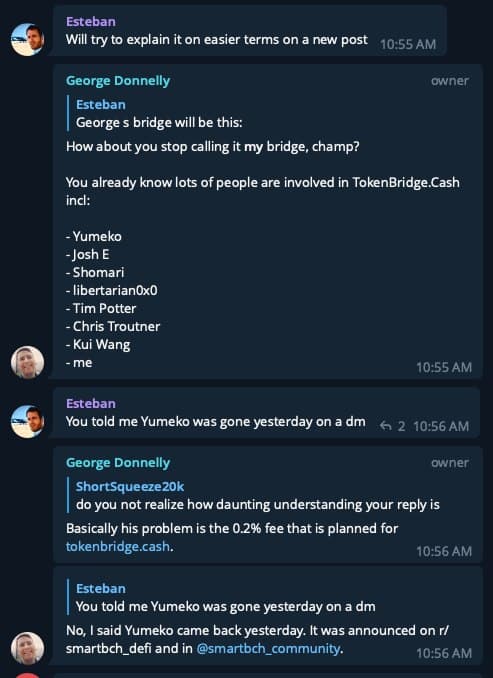 Esteban
Will try to explain it on easier terms on a new post 10:55 AM
George Donnelly owner
Esteban
George s bridge will be this:
How about you stop calling it my bridge, champ?
You already know lots of people are involved in TokenBridge.Cash
incl:
- Yumeko
- Josh E
- Shomari
- libertarian0x0
- Tim Potter
- Chris Troutner
- Kui Wang
- me
10:55 AM
Esteban
You told me Yumeko was gone yesterday on a dm 2 10:56 AM
George Donnelly owner
ShortSqueeze20k
do you not realize how daunting understanding your reply is
Basically his problem is the 0.2% fee that is planned for
tokenbridge.cash.
10:56 AM
Esteban
You told me Yumeko was gone yesterday on a dm
No, I said Yumeko came back yesterday. It was announced on r/
smartbch_defi and in @smartbch_community.
10:56 AM